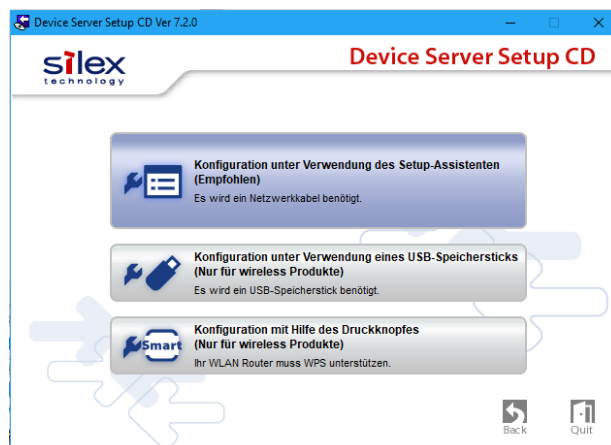 Device Server Setup CD Ver 7.2.0
silex
technology
Device Server Setup CD
Konfiguration unter Verwendung des Setup-Assistenten
(Empfohlen)
Es wird ein Netzwerkkabel benötigt.
Konfiguration unter Verwendung eines USB-Speichersticks
(Nur für wireless Produkte)
Es wird ein USB-Speicherstick benötigt.
Smart
Konfiguration mit Hilfe des Druckknopfes
(Nur für wireless Produkte)
Ihr WLAN Router muss WPS unterstützen.
Back
Quit